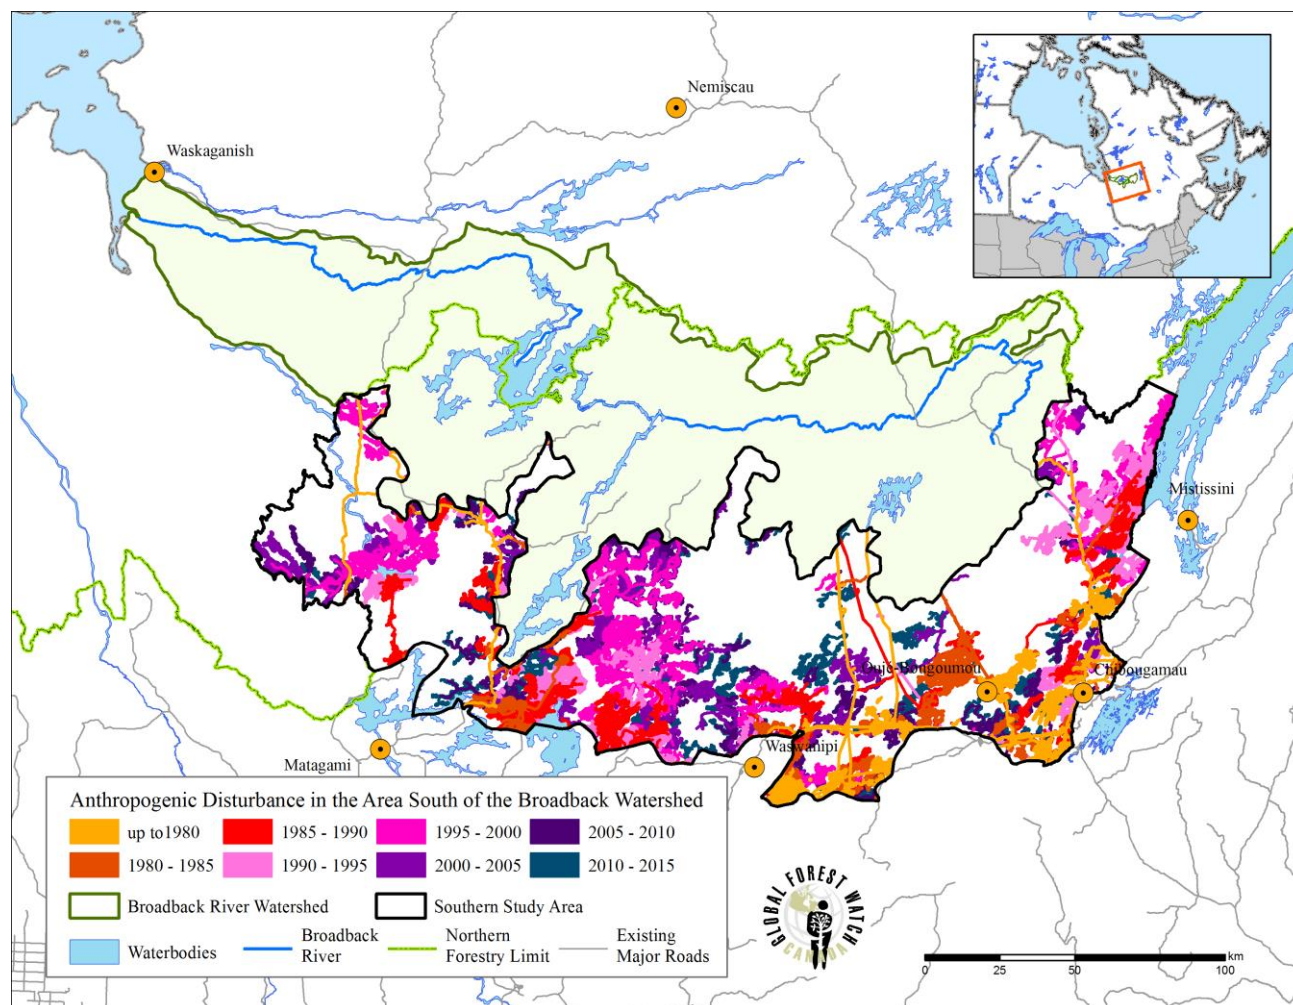 Nemiscau
Waskaganish
Mistissini
Oujé-Bougoumou
Chibougamau
Waswanipi
Matagami
Anthropogenic Disturbance in the Area South of the Broadback Watershed
up to1980
1985 - 1990
1995 - 2000
2005 - 2010
1980 - 1985
1990 - 1995
2000 - 2005
2010 - 2015
Broadback River Watershed
Southern Study Area
Waterbodies
Broadback
River
Northern
Forestry Limit
Existing
Major Roads
GLOBAL FOREST WATCH
CANADA
km
0 25 50 100